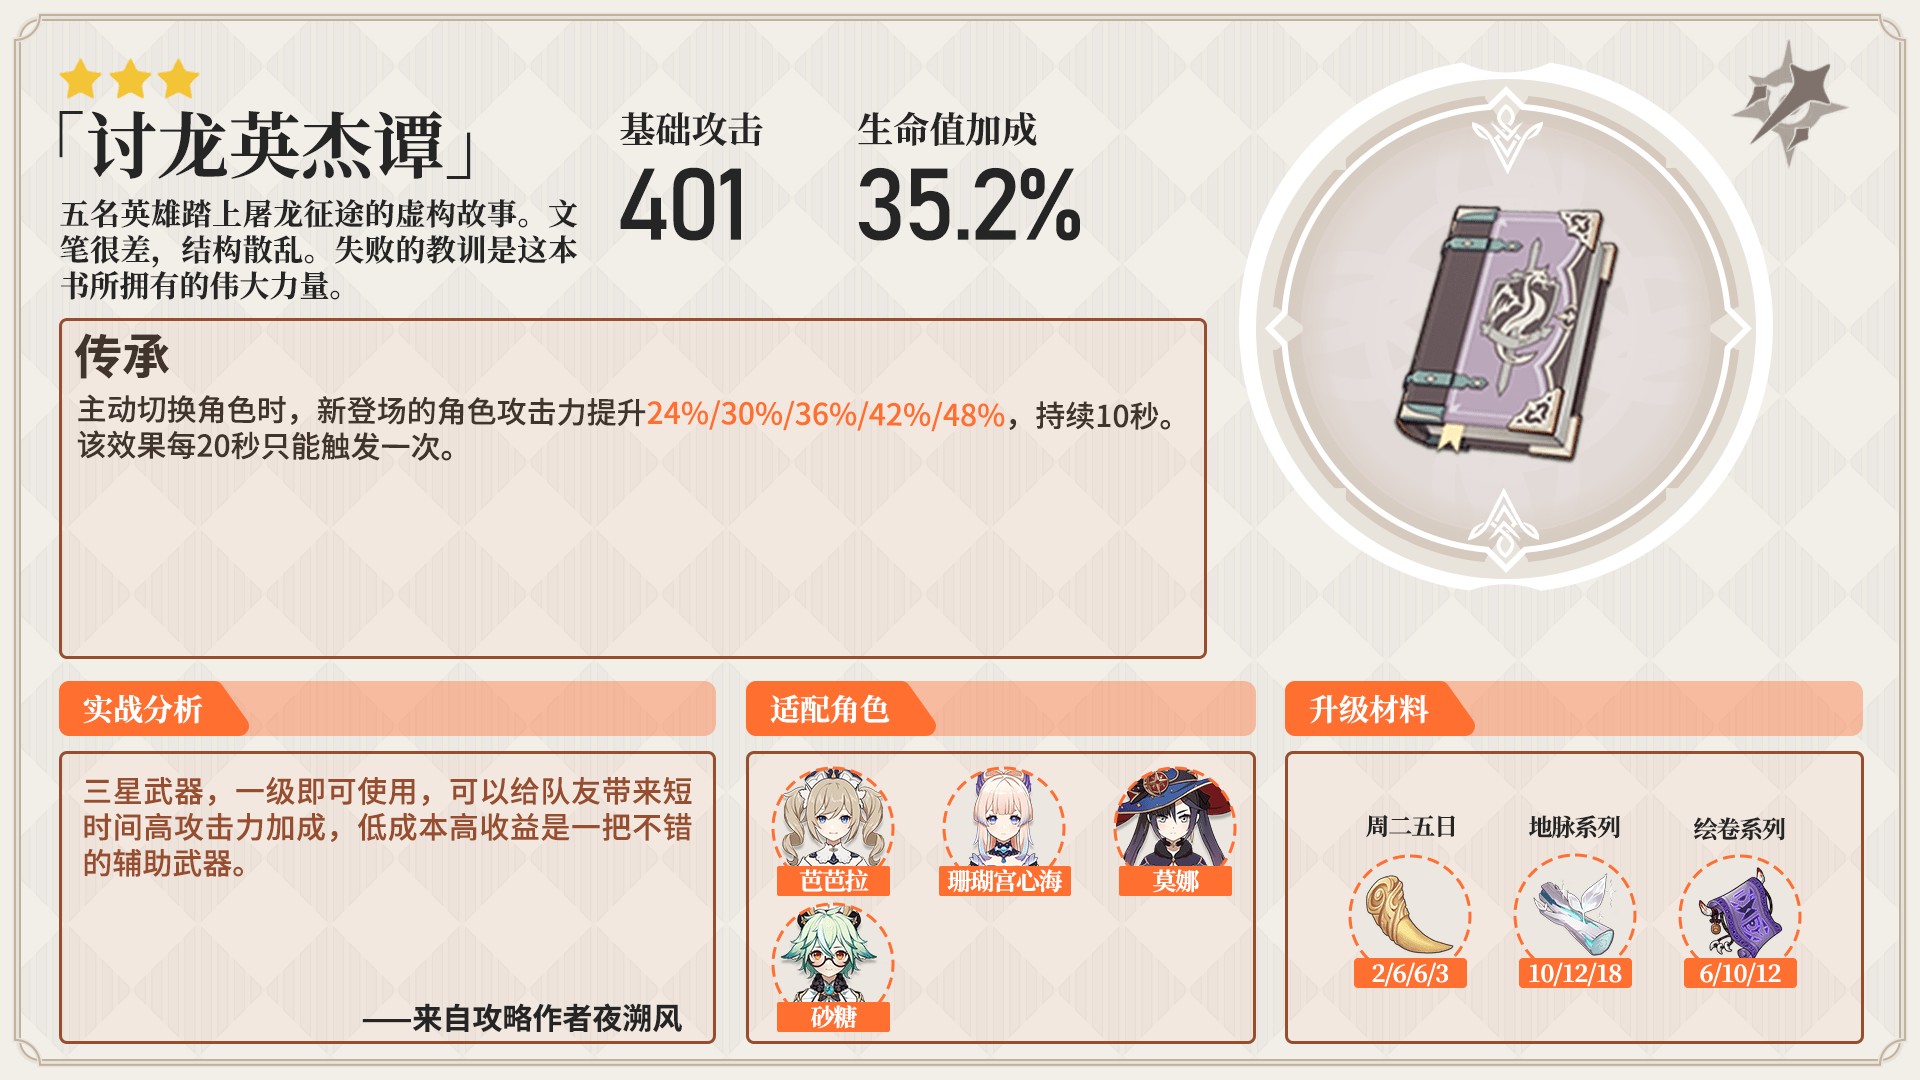 「讨龙英杰谭」
五名英雄踏上屠龙征途的虚构故事。文
笔很差，结构散乱。失败的教训是这本
书所拥有的伟大力量。
基础攻击
401
生命值加成
35.2%
传承
主动切换角色时，新登场的角色攻击力提升24%/30%/36%/42%/48%，持续10秒。
该效果每20秒只能触发一次。
实战分析
三星武器，一级即可使用，可以给队友带来短
时间高攻击力加成，低成本高收益是一把不错
的辅助武器。
——来自攻略作者夜溯风
适配角色
芭芭拉
珊瑚宫心海
莫娜
砂糖
升级材料
周二五日
地脉系列
绘卷系列
2/6/6/3
10/12/18
6/10/12